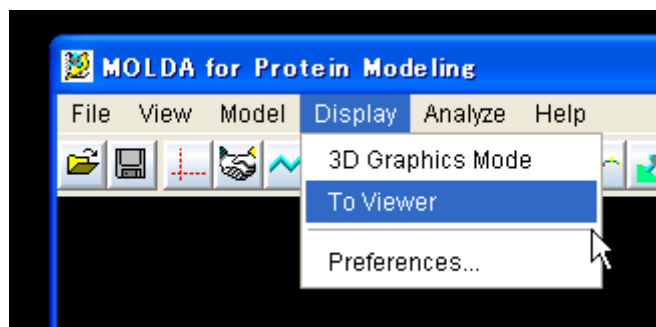 MOLDA for Protein Modeling
File View Model Display Analyze Help
3D Graphics Mode
To Viewer
Preferences...